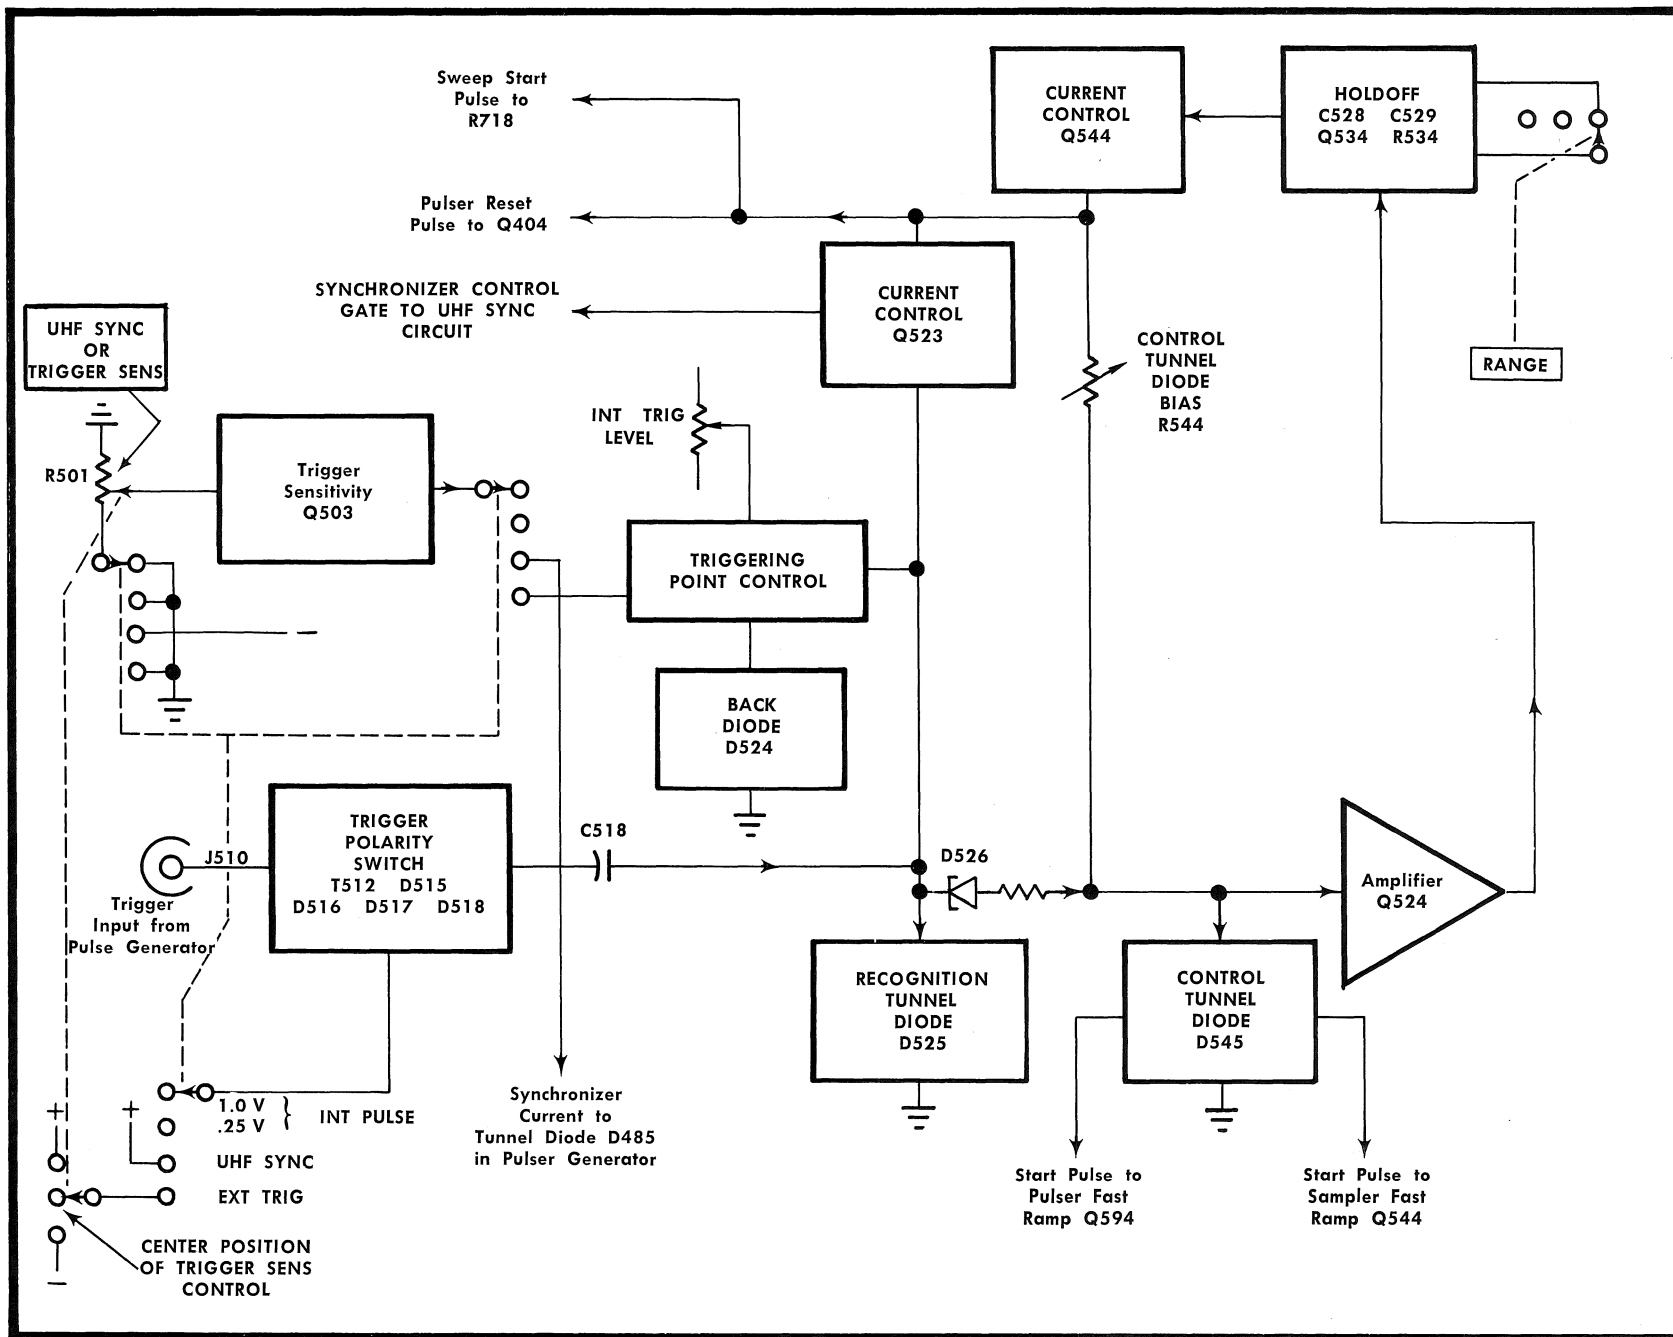 Sweep Start
Pulse to
R718
CURRENT
CONTROL
Q544
HOLDOFF
C528 C529
Q534 R534
Pulser Reset
Pulse to Q404
SYNCHRONIZER CONTROL
GATE TO UHF SYNC
CIRCUIT
CURRENT
CONTROL
Q523
UHF SYNC
OR
TRIGGER SENS
CONTROL
TUNNEL
DIODE
BIAS
R544
RANGE
INT TRIG
LEVEL
R501
Trigger
Sensitivity
Q503
TRIGGERING
POINT CONTROL
BACK
DIODE
D524
TRIGGER
POLARITY
SWITCH
T512 D515
D516 D517 D518
J510
Trigger
Input from
Pulse Generator
C518
D526
Amplifier
Q524
RECOGNITION
TUNNEL
DIODE
D525
CONTROL
TUNNEL
DIODE
D545
+
+
1.0 V
.25 V
} INT PULSE
UHF SYNC
EXT TRIG
Synchronizer
Current to
Tunnel Diode D485
in Pulser Generator
Start Pulse to
Pulser Fast
Ramp Q594
Start Pulse to
Sampler Fast
Ramp Q544
CENTER POSITION
OF TRIGGER SENS
CONTROL